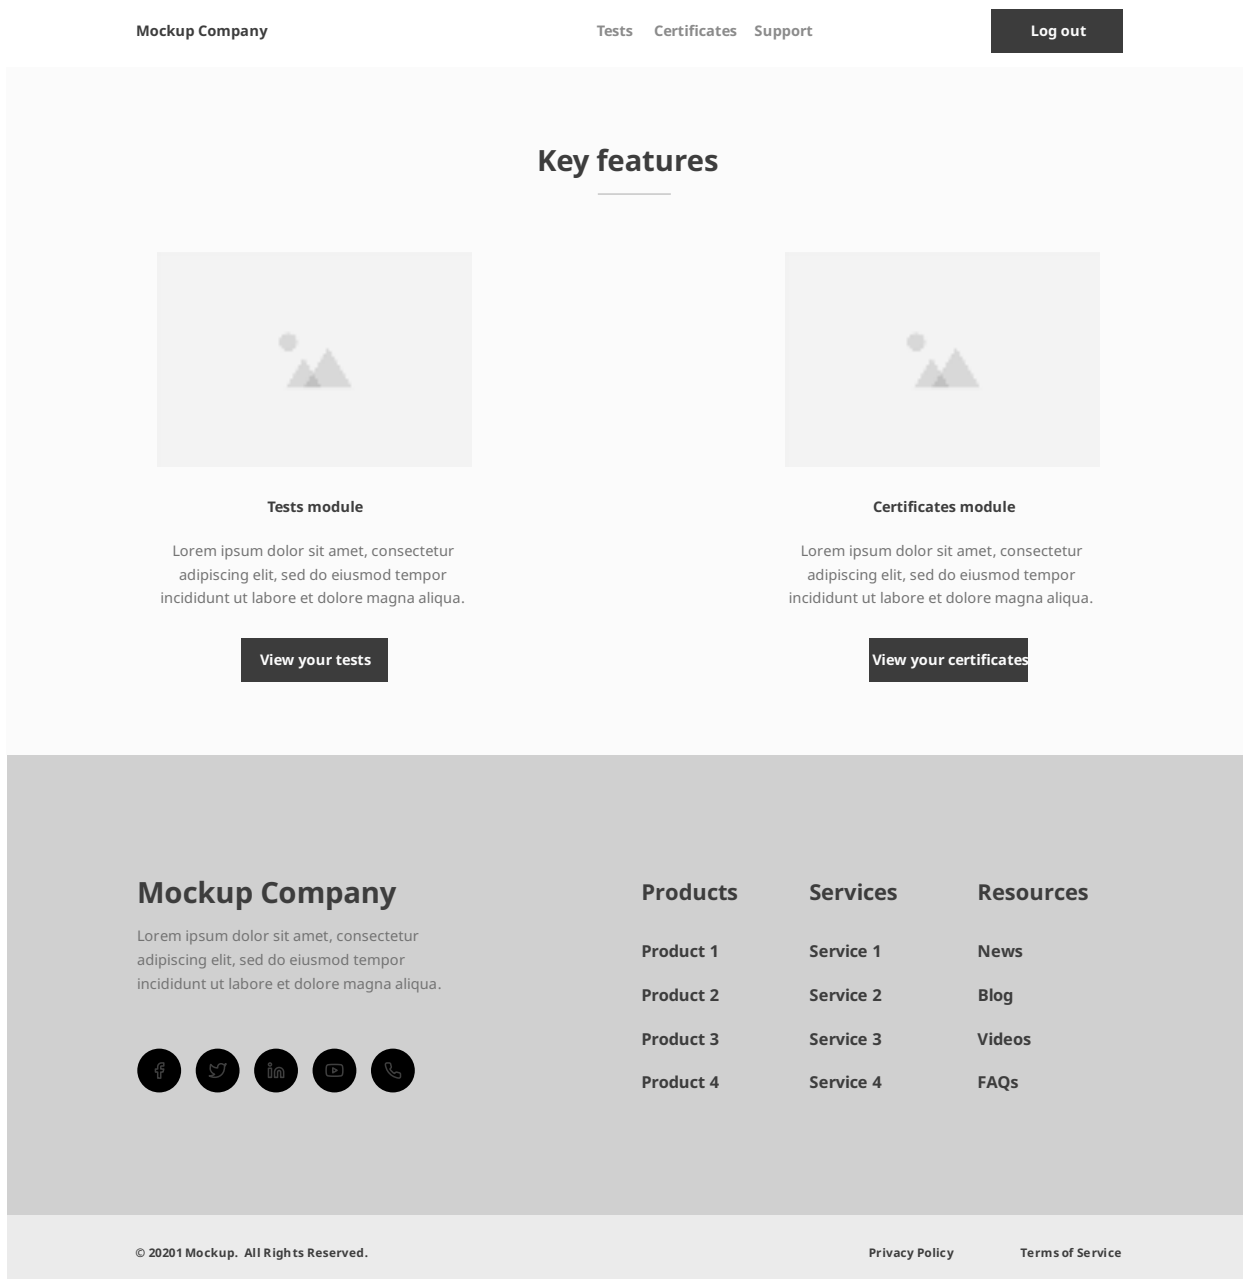 Mockup Company
Tests Certificates Support
Log out
Key features
Tests module
Lorem ipsum dolor sit amet, consectetur
adipiscing elit, sed do eiusmod tempor
incididunt ut labore et dolore magna aliqua.
View your tests
Certificates module
Lorem ipsum dolor sit amet, consectetur
adipiscing elit, sed do eiusmod tempor
incididunt ut labore et dolore magna aliqua.
View your certificates
Mockup Company
Lorem ipsum dolor sit amet, consectetur
adipiscing elit, sed do eiusmod tempor
incididunt ut labore et dolore magna aliqua.
Products
Product 1
Product 2
Product 3
Product 4
Services
Service 1
Service 2
Service 3
Service 4
Resources
News
Blog
Videos
FAQs
© 20201 Mockup. All Rights Reserved.
Privacy Policy
Terms of Service